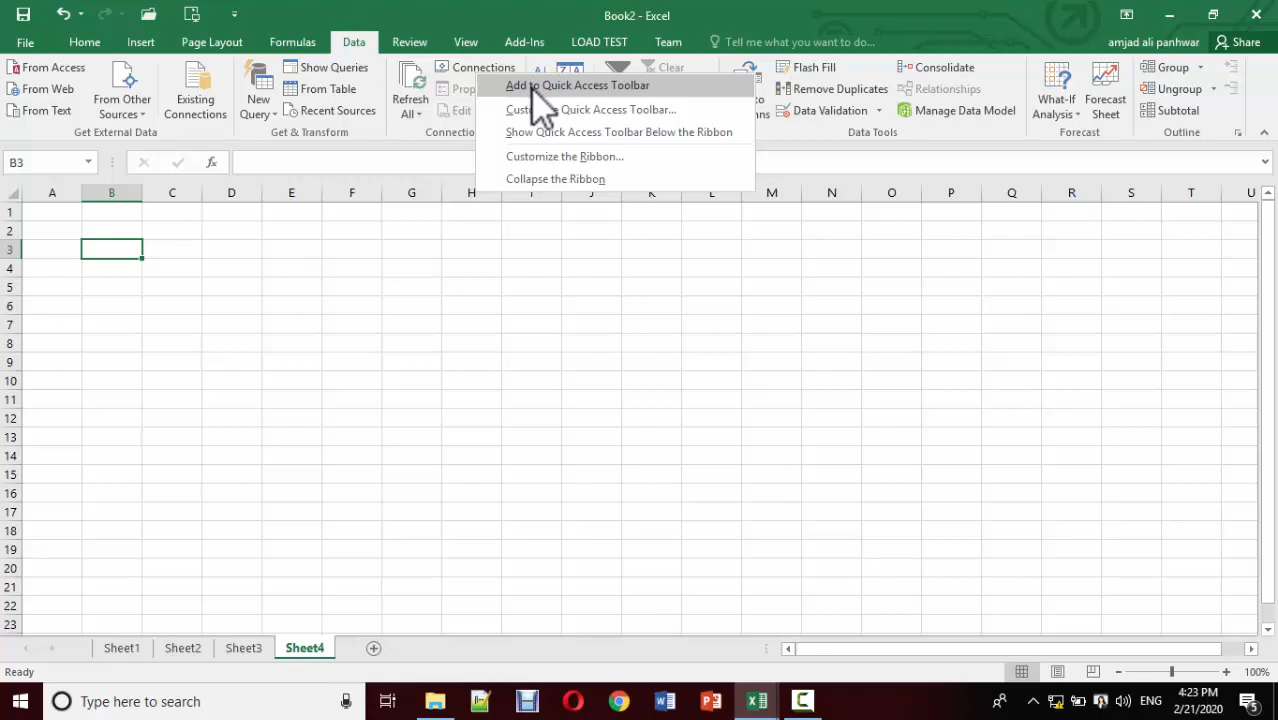 Book2 - Excel
File Home Insert Page Layout Formulas Data Review View Add-Ins LOAD TEST Team Tell me what you want to do... amjad ali panhwar Share
From Access
From Web
From Text
From Other
Sources
Get External Data
Existing
Connections
New
Query
Show Queries
From Table
Recent Sources
Get & Transform
Refresh
All
Connections
Edit
Clear
Add to Quick Access Toolbar
Quick Access Toolbar...
Show Quick Access Toolbar Below the Ribbon
Customize the Ribbon...
Collapse the Ribbon
Flash Fill
Remove Duplicates
Data Validation
Consolidate
Relationships
Manage Data Model
Data Tools
What-If
Analysis
Forecast
Sheet
Forecast
Group
Ungroup
Subtotal
Outline
B3
fx
A B C D E F G H I J K L M N O P Q R S T U
1
2
3
4
5
6
7
8
9
10
11
12
13
14
15
16
17
18
19
20
21
22
23
Sheet1 Sheet2 Sheet3 Sheet4
Ready 100%
Type here to search
ENG
4:23 PM
2/21/2020
5